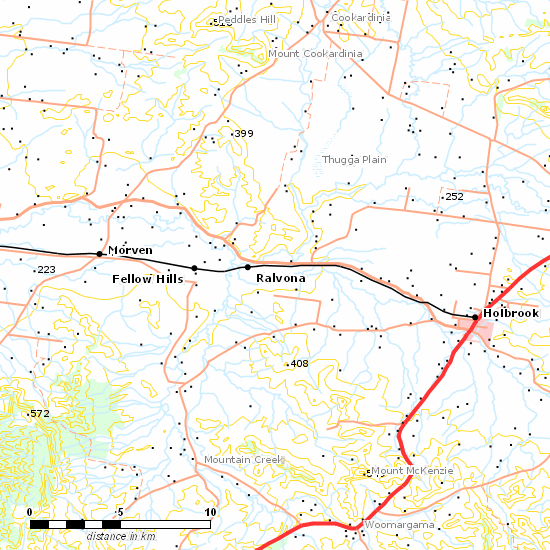 Peddles Hill
Cookardinia
Mount Cookardinia
399
Thugga Plain
252
Morven
223
Fellow Hills
Ralvona
Holbrook
408
572
Mountain Creek
Mount McKenzie
Woomargama
0 5 10
distance in km